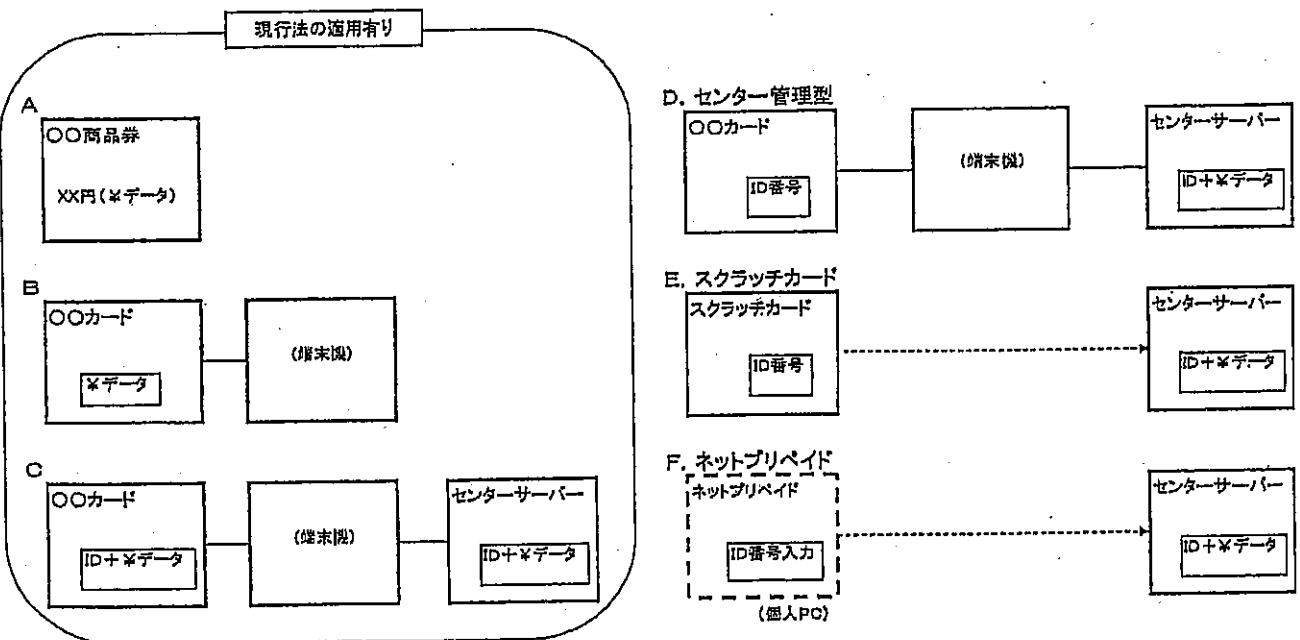 現行法の適用有り
A
○○商品券
XX円(¥データ)
B
○○カード
¥データ
(端末機)
C
○○カード
ID+¥データ
(端末機)
センターサーバー
ID+¥データ
D. センター管理型
○○カード
ID番号
(端末機)
センターサーバー
ID+¥データ
E. スクラッチカード
スクラッチカード
ID番号
センターサーバー
ID+¥データ
F. ネットプリペイド
ネットプリペイド
ID番号入力
(個人PC)
センターサーバー
ID+¥データ